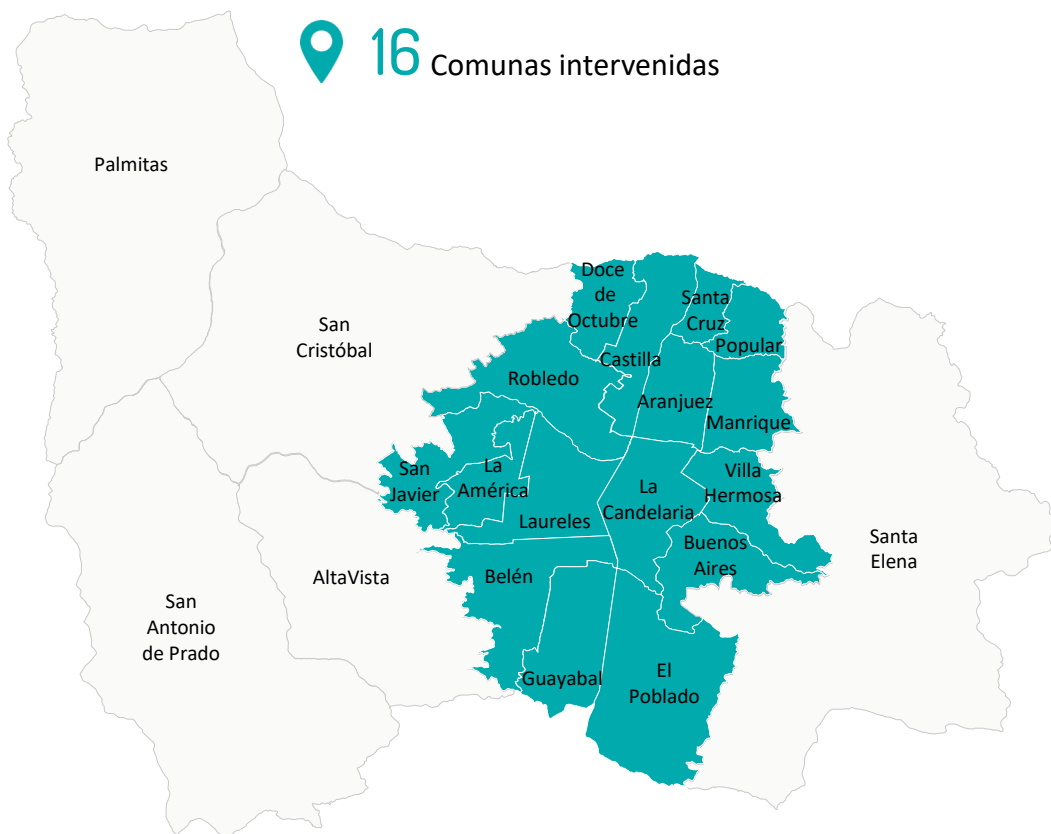 16 Comunas intervenidas
Palmitas
San
Cristóbal
Doce
de
Octubre
Santa
Cruz
Popular
Castilla
Robledo
Aranjuez
Manrique
San
Javier
La
América
Laureles
La
Candelaria
Villa
Hermosa
Buenos
Aires
Santa
Elena
AltaVista
Belén
San
Antonio
de Prado
Guayabal
El
Poblado